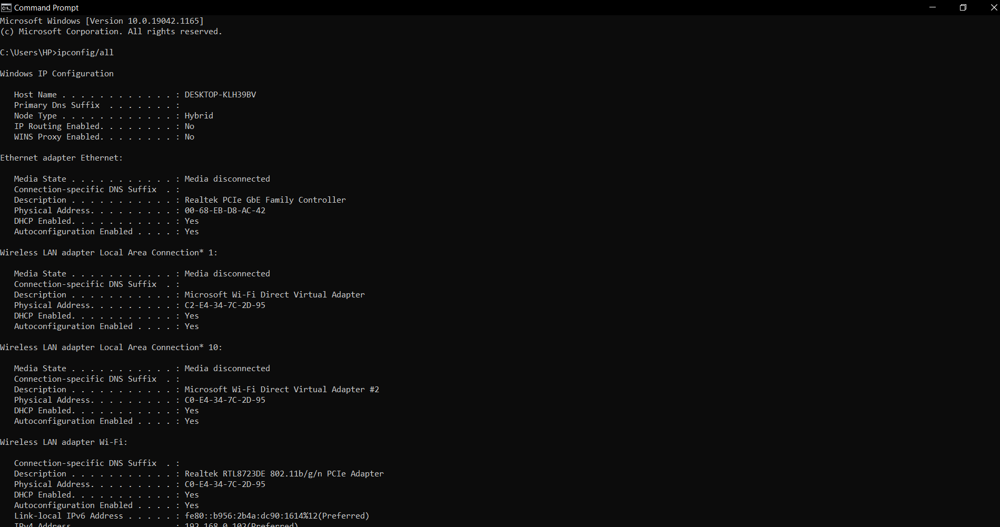 Command Prompt
Microsoft Windows [Version 10.0.19042.1165]
(c) Microsoft Corporation. All rights reserved.
C:\Users\HP>ipconfig/all
Windows IP Configuration
Host Name . . . . . . . . . . . . : DESKTOP-KLH39BV
Primary Dns Suffix  . . . . . . . :
Node Type . . . . . . . . . . . . : Hybrid
IP Routing Enabled. . . . . . . . : No
WINS Proxy Enabled. . . . . . . . : No
Ethernet adapter Ethernet:
Media State . . . . . . . . . . . : Media disconnected
Connection-specific DNS Suffix  . :
Description . . . . . . . . . . . : Realtek PCIe GbE Family Controller
Physical Address. . . . . . . . . : 00-68-EB-D8-AC-42
DHCP Enabled. . . . . . . . . . . : Yes
Autoconfiguration Enabled . . . . : Yes
Wireless LAN adapter Local Area Connection* 1:
Media State . . . . . . . . . . . : Media disconnected
Connection-specific DNS Suffix  . :
Description . . . . . . . . . . . : Microsoft Wi-Fi Direct Virtual Adapter
Physical Address. . . . . . . . . : C2-E4-34-7C-2D-95
DHCP Enabled. . . . . . . . . . . : Yes
Autoconfiguration Enabled . . . . : Yes
Wireless LAN adapter Local Area Connection* 10:
Media State . . . . . . . . . . . : Media disconnected
Connection-specific DNS Suffix  . :
Description . . . . . . . . . . . : Microsoft Wi-Fi Direct Virtual Adapter #2
Physical Address. . . . . . . . . : C0-E4-34-7C-2D-95
DHCP Enabled. . . . . . . . . . . : Yes
Autoconfiguration Enabled . . . . : Yes
Wireless LAN adapter Wi-Fi:
Connection-specific DNS Suffix  . :
Description . . . . . . . . . . . : Realtek RTL8723DE 802.11b/g/n PCIe Adapter
Physical Address. . . . . . . . . : C0-E4-34-7C-2D-95
DHCP Enabled. . . . . . . . . . . : Yes
Autoconfiguration Enabled . . . . : Yes
Link-local IPv6 Address . . . . . : fe80::b956:2b4a:dc90:1614%12(Preferred)
IPv4 Address. . . . . . . . . . . : 192.168.0.102(Preferred)